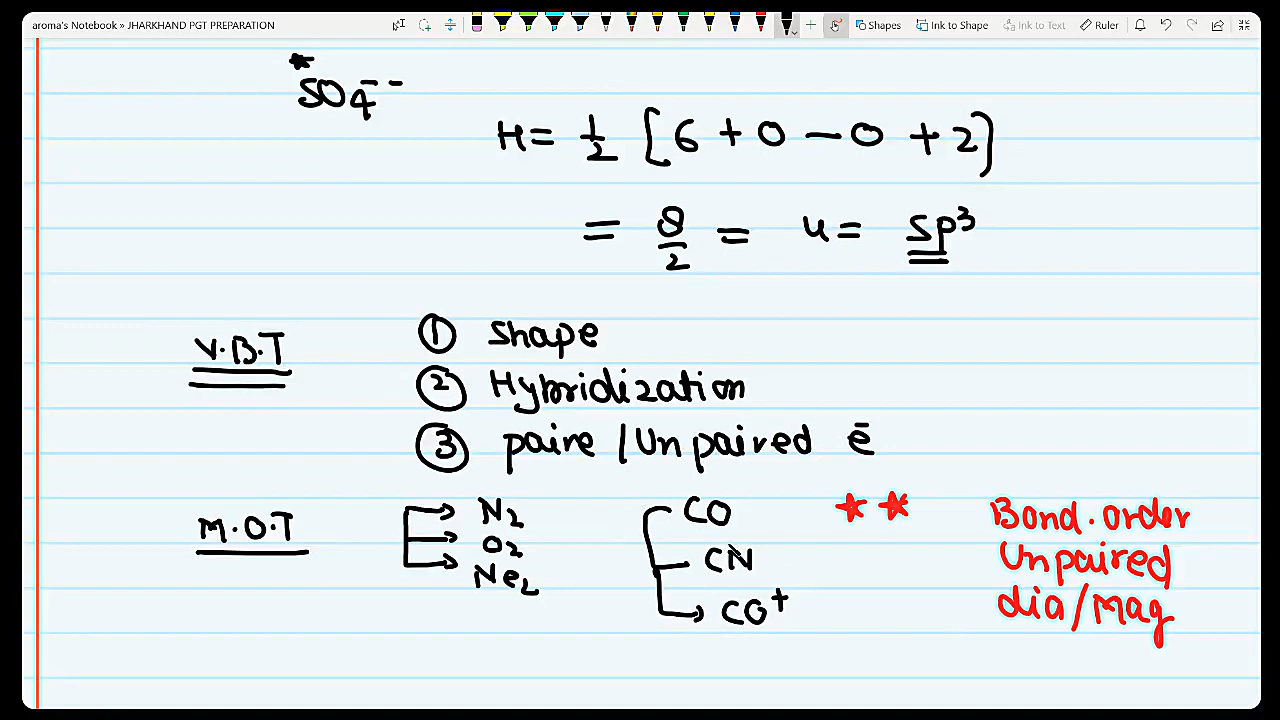 aroma's Notebook » JHARKHAND PGT PREPARATION
Shapes
Ink to Shape
Ink to Text
Ruler
SO4--
H= 1/2 [6 + 0 - 0 + 2]
= 8/2 = 4= sp³
V.B.T
① Shape
② Hybridization
③ paire / Unpaired ē
M.O.T
N2
O2
Ne2
CO
CN
CO+
** Bond.order
Unpaired
dia/Mag